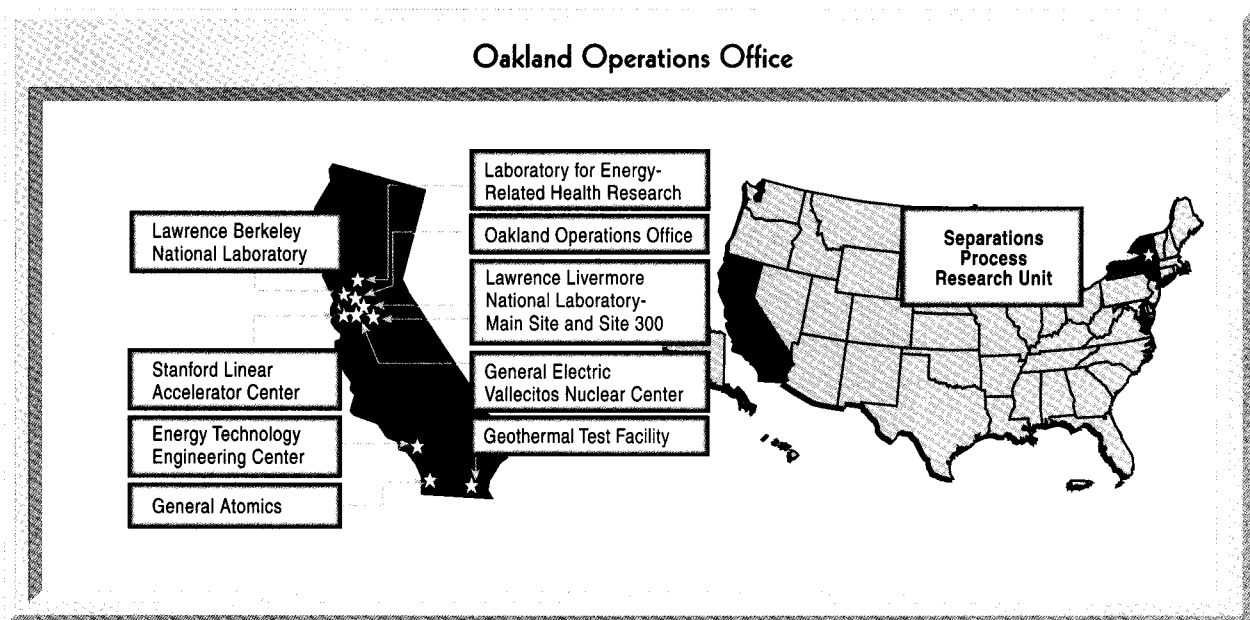 Oakland Operations Office
Lawrence Berkeley
National Laboratory
Stanford Linear
Accelerator Center
Energy Technology
Engineering Center
General Atomics
Laboratory for Energy-
Related Health Research
Oakland Operations Office
Lawrence Livermore
National Laboratory-
Main Site and Site 300
General Electric
Vallecitos Nuclear Center
Geothermal Test Facility
Separations
Process
Research Unit